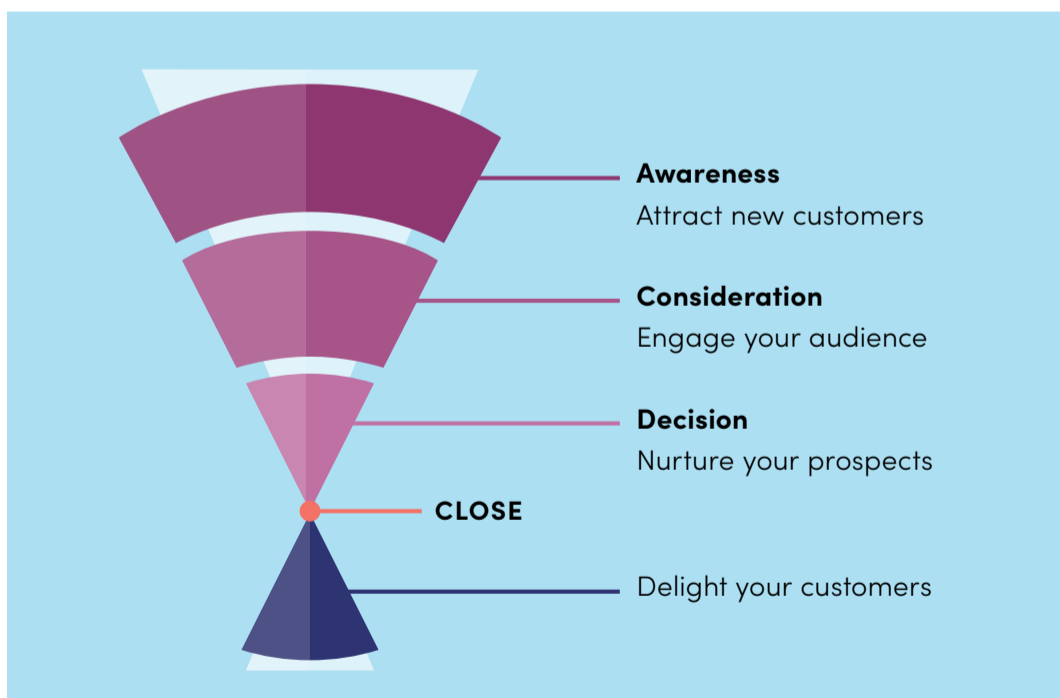 Awareness
Attract new customers
Consideration
Engage your audience
Decision
Nurture your prospects
CLOSE
Delight your customers